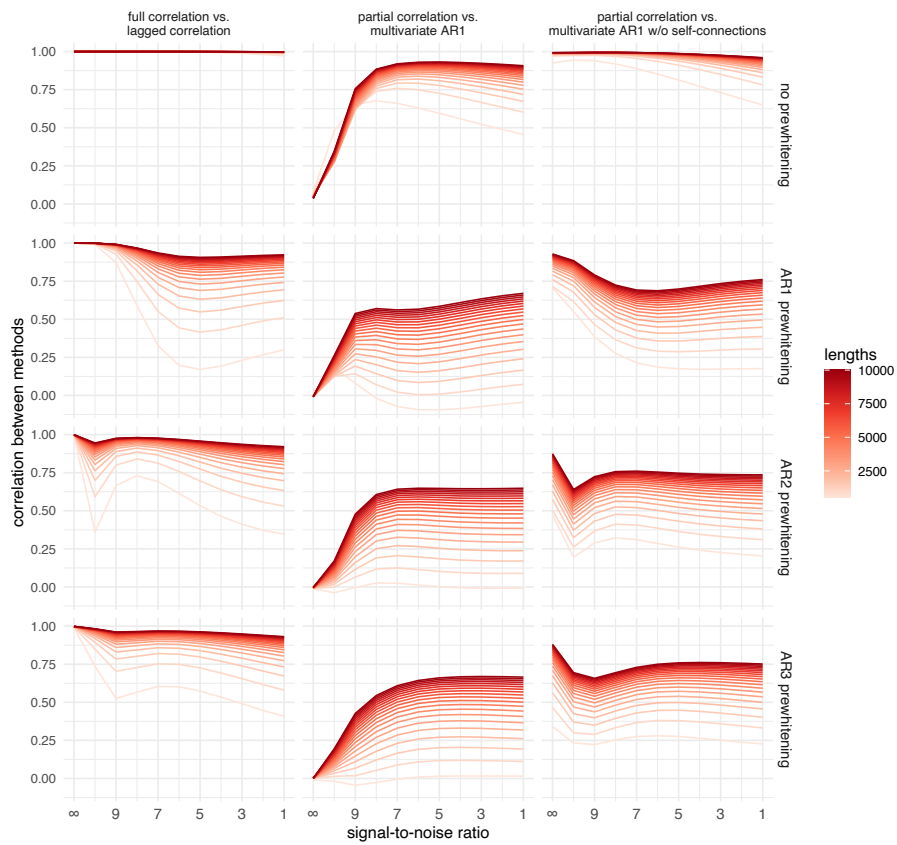 full correlation vs.
lagged correlation
partial correlation vs.
multivariate AR1
partial correlation vs.
multivariate AR1 w/o self-connections
1.00
0.75
0.50
0.25
0.00
no prewhitening
1.00
0.75
0.50
0.25
0.00
AR1 prewhitening
1.00
0.75
0.50
0.25
0.00
AR2 prewhitening
1.00
0.75
0.50
0.25
0.00
AR3 prewhitening
correlation between methods
∞ 9 7 5 3 1
∞ 9 7 5 3 1
∞ 9 7 5 3 1
signal-to-noise ratio
lengths
10000
7500
5000
2500